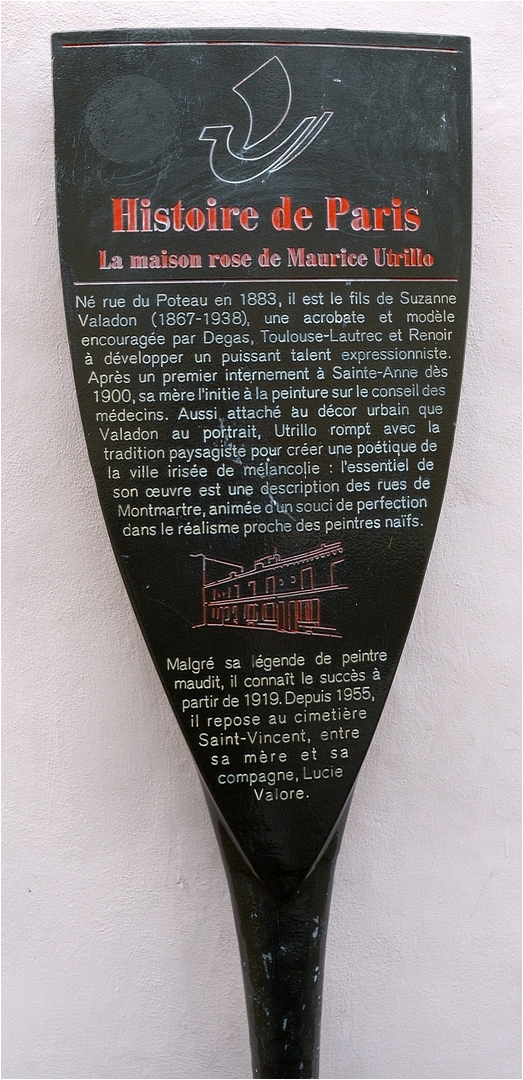 Histoire de Paris
La maison rose de Maurice Utrillo
Né rue du Poteau en 1883, il est le fils de Suzanne
Valadon (1867-1938), une acrobate et modèle
encouragée par Degas, Toulouse-Lautrec et Renoir
à développer un puissant talent expressionniste.
Après un premier internement à Sainte-Anne dès
1900, sa mère l'initie à la peinture sur le conseil des
médecins. Aussi attaché au décor urbain que
Valadon au portrait, Utrillo rompt avec la
tradition paysagiste pour créer une poétique de
la ville irisée de mélancolie : l'essentiel de
son œuvre est une description des rues de
Montmartre, animée d'un souci de perfection
dans le réalisme proche des peintres naïfs.
Malgré sa légende de peintre
maudit, il connaît le succès à
partir de 1919. Depuis 1955,
il repose au cimetière
Saint-Vincent, entre
sa mère et sa
compagne, Lucie
Valore.